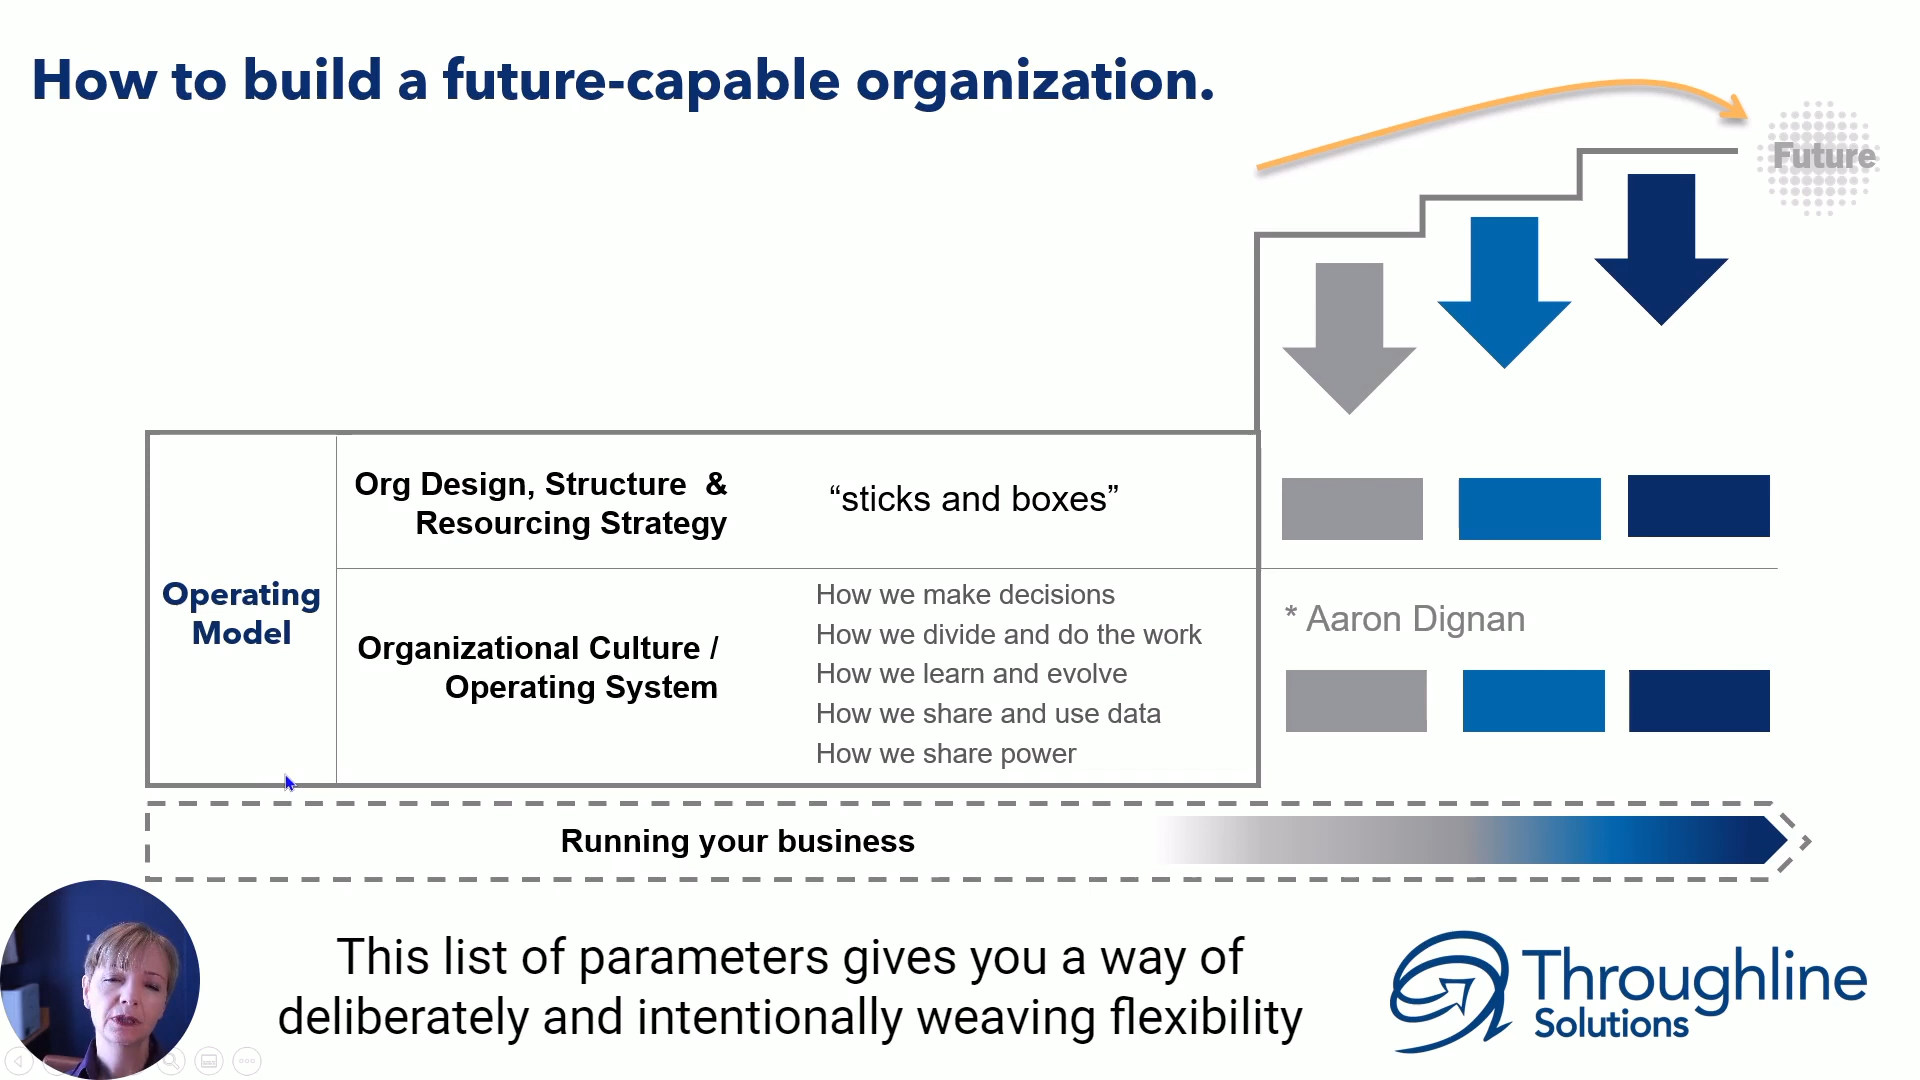 How to build a future-capable organization.
Future
Org Design, Structure &
Resourcing Strategy
“sticks and boxes”
Operating
Model
Organizational Culture /
Operating System
How we make decisions
How we divide and do the work
How we learn and evolve
How we share and use data
How we share power
* Aaron Dignan
Running your business
This list of parameters gives you a way of
deliberately and intentionally weaving flexibility
Throughline
Solutions